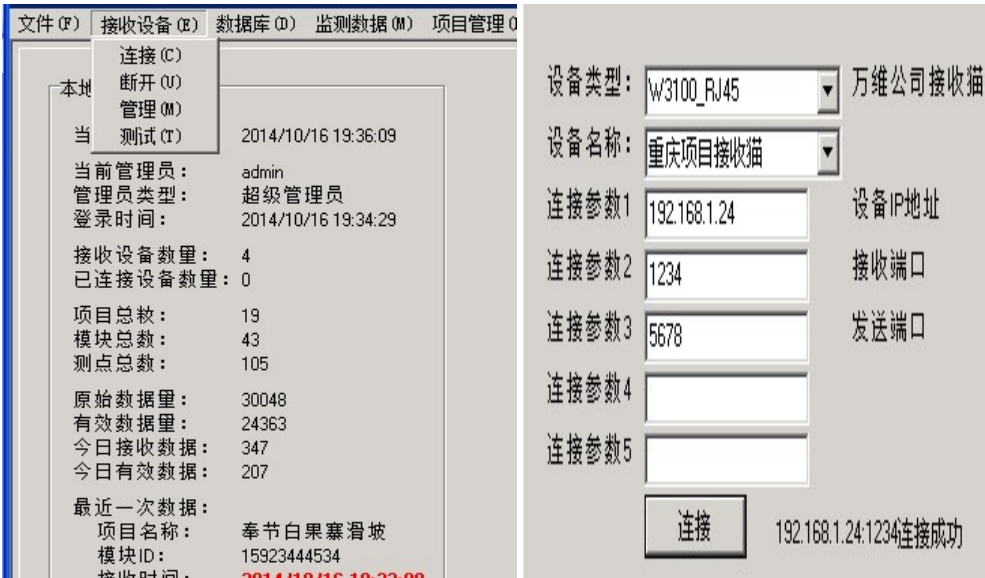 文件(F) 接收设备(E) 数据库(D) 监测数据(M) 项目管理(
连接(C)
断开(U)
管理(M)
测试(T)
本地
当 2014/10/16 19:36:09
当前管理员： admin
管理员类型： 超级管理员
登录时间： 2014/10/16 19:34:29
接收设备数量： 4
已连接设备数量： 0
项目总数： 19
模块总数： 43
测点总数： 105
原始数据量： 30048
有效数据量： 24363
今日接收数据： 347
今日有效数据： 207
最近一次数据：
项目名称： 奉节白果寨滑坡
模块ID： 15923444534
接收时间：
设备类型： W3100_RJ45 万维公司接收猫
设备名称： 重庆项目接收猫
连接参数1 192.168.1.24 设备IP地址
连接参数2 1234 接收端口
连接参数3 5678 发送端口
连接参数4
连接参数5
连接 192.168.1.24:1234连接成功